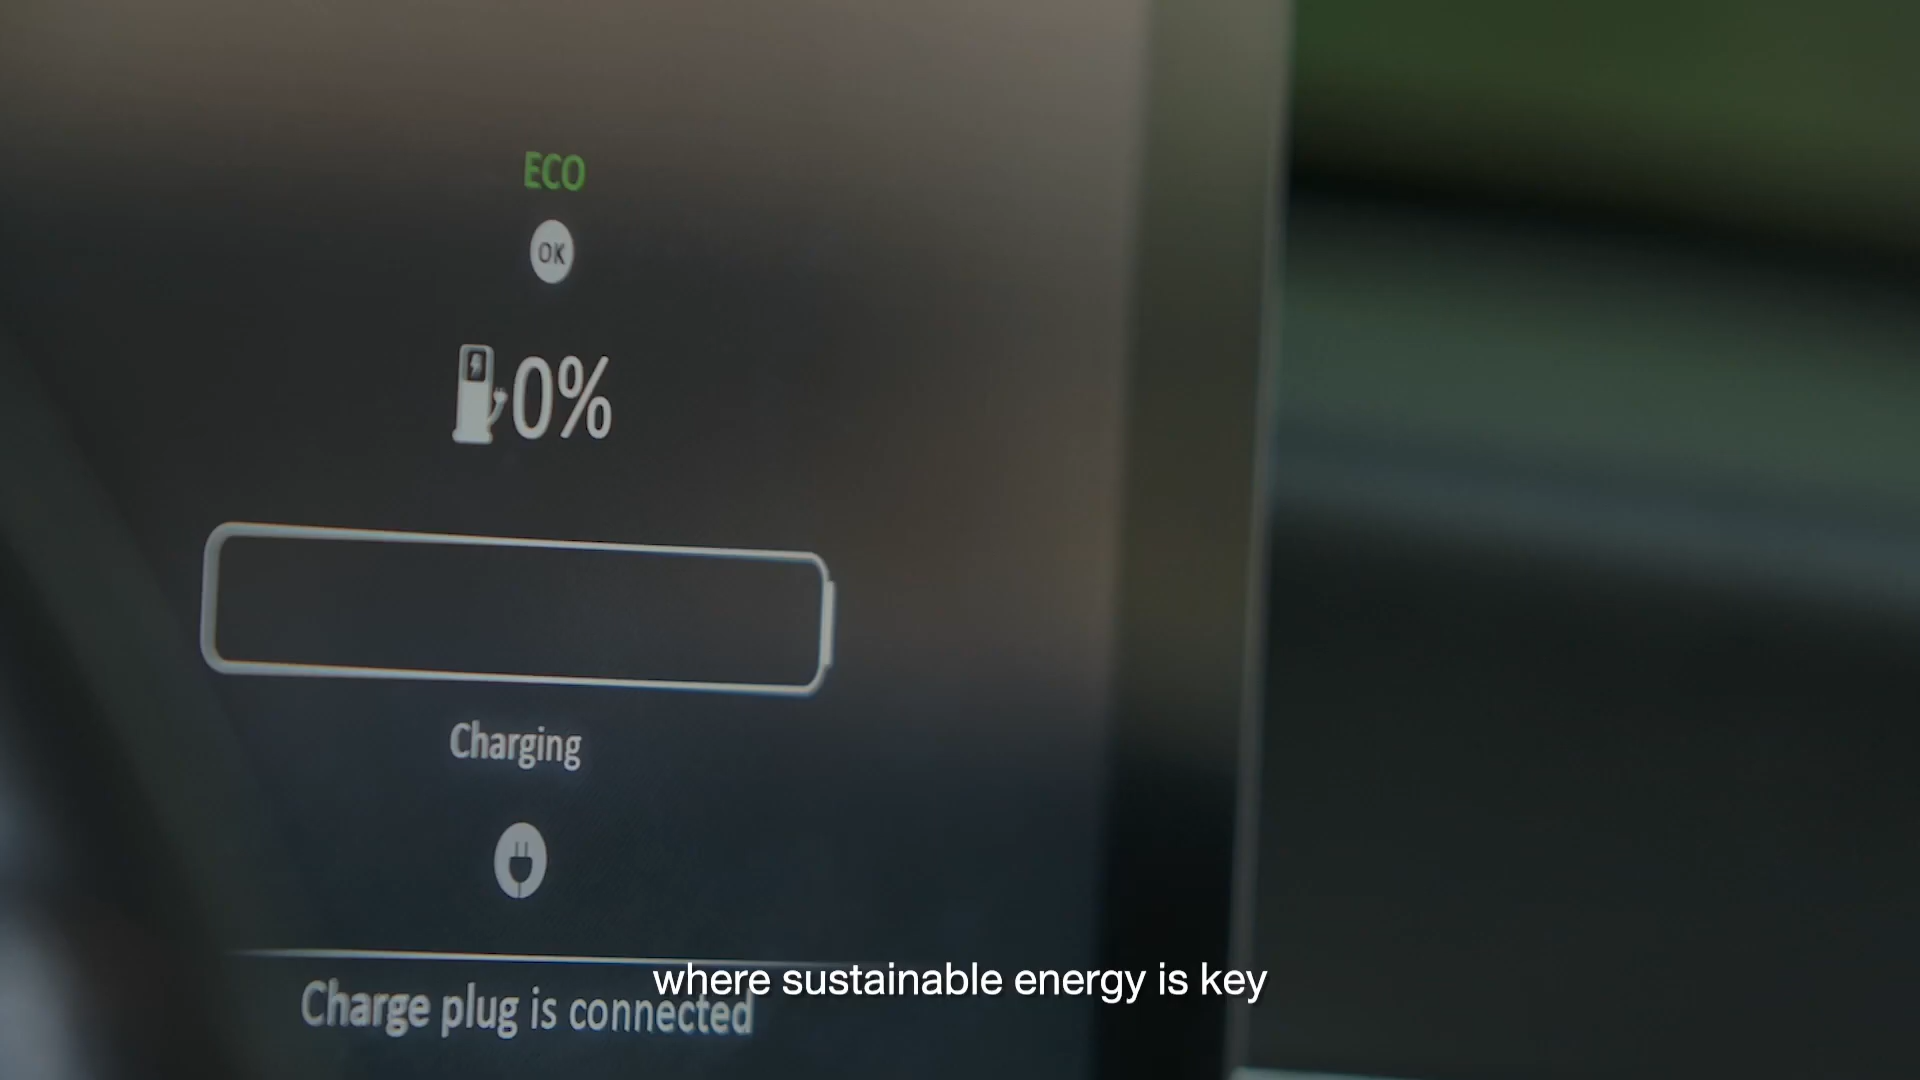 ECO
OK
0%
Charging
where sustainable energy is key
Charge plug is connected